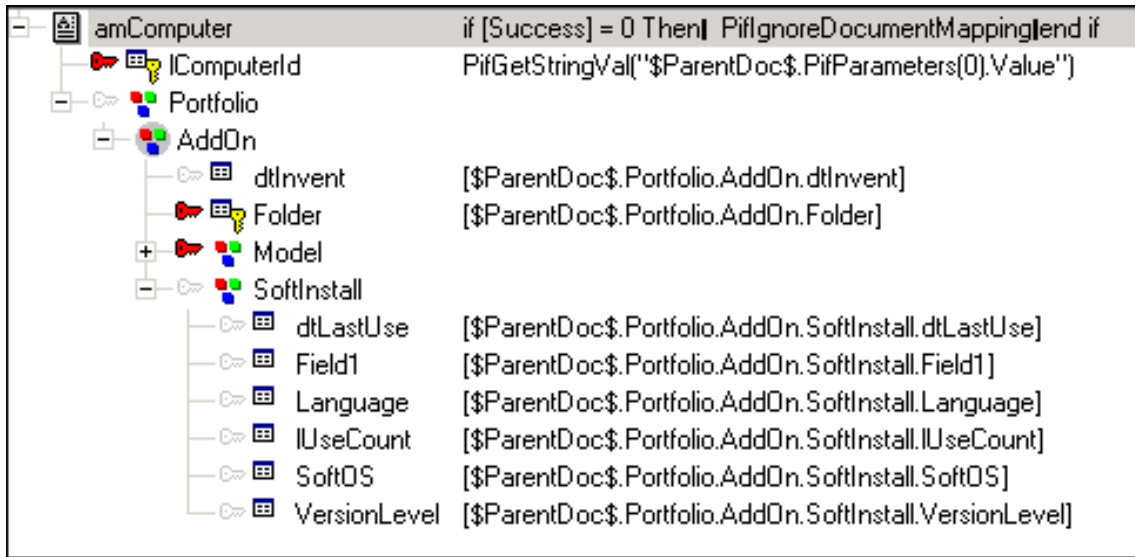 amComputer if [Success] = 0 Then| PifIgnoreDocumentMapping|end if
lComputerId PifGetStringVal("$ParentDoc$.PifParameters(0).Value")
Portfolio
AddOn
dtInvent [$ParentDoc$.Portfolio.AddOn.dtInvent]
Folder [$ParentDoc$.Portfolio.AddOn.Folder]
Model
SoftInstall
dtLastUse [$ParentDoc$.Portfolio.AddOn.SoftInstall.dtLastUse]
Field1 [$ParentDoc$.Portfolio.AddOn.SoftInstall.Field1]
Language [$ParentDoc$.Portfolio.AddOn.SoftInstall.Language]
lUseCount [$ParentDoc$.Portfolio.AddOn.SoftInstall.lUseCount]
SoftOS [$ParentDoc$.Portfolio.AddOn.SoftInstall.SoftOS]
VersionLevel [$ParentDoc$.Portfolio.AddOn.SoftInstall.VersionLevel]